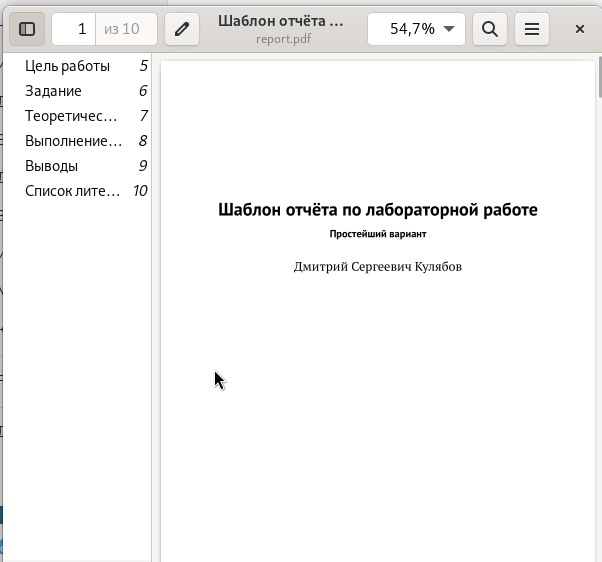 1 из 10 Шаблон отчёта ... 54,7%
report.pdf
Цель работы 5
Задание 6
Теоретичес... 7
Выполнение... 8
Выводы 9
Список лите... 10
Шаблон отчёта по лабораторной работе
Простейший вариант
Дмитрий Сергеевич Кулябов